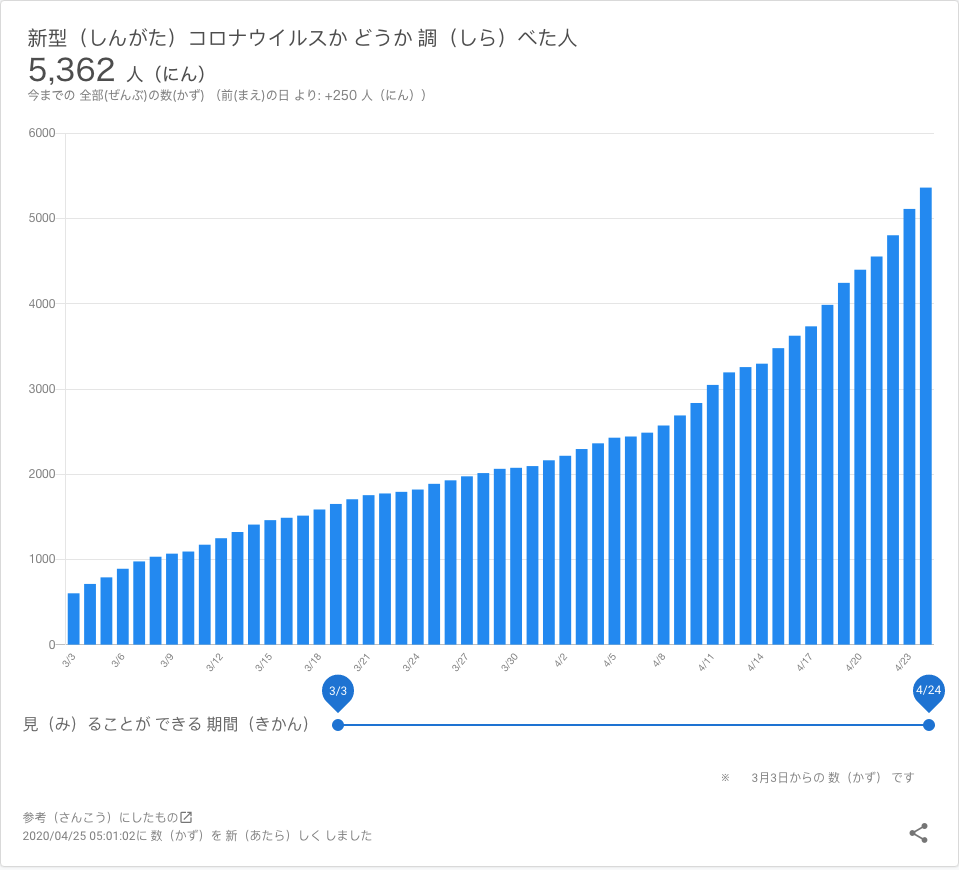 新型（しんがた）コロナウイルスか どうか 調（しら）べた人
5,362 人（にん）
今までの 全部(ぜんぶ)の数(かず) （前(まえ)の日 より: +250 人（にん））
6000
5000
4000
3000
2000
1000
0
3/3 3/6 3/9 3/12 3/15 3/18 3/21 3/24 3/27 3/30 4/2 4/5 4/8 4/11 4/14 4/17 4/20 4/23
3/3 4/24
見（み）ることが できる 期間（きかん）
※ 3月3日からの 数（かず） です
参考（さんこう）にしたもの
2020/04/25 05:01:02に 数（かず）を 新（あたら）しく しました